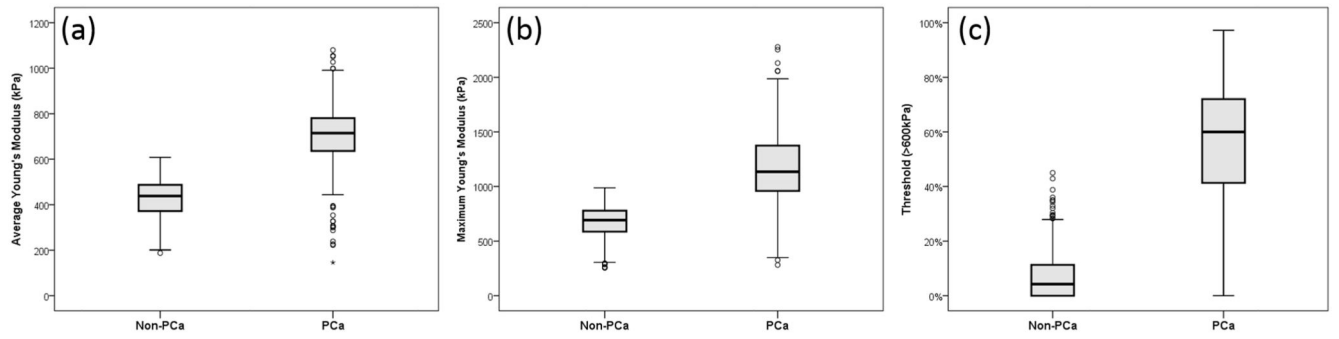 (a)
Average Young's Modulus (kPa)
1200
1000
800
600
400
200
0
Non-PCa
PCa
(b)
Maximum Young's Modulus (kPa)
2500
2000
1500
1000
500
0
Non-PCa
PCa
(c)
Threshold (>600kPa)
100%
80%
60%
40%
20%
0%
Non-PCa
PCa